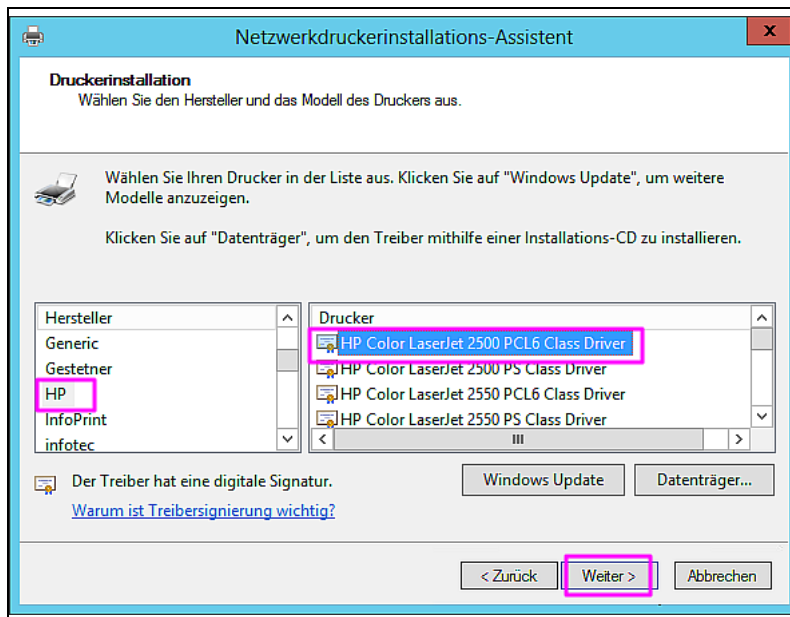 Netzwerkdruckerinstallations-Assistent
x
Druckerinstallation
Wählen Sie den Hersteller und das Modell des Druckers aus.
Wählen Sie Ihren Drucker in der Liste aus. Klicken Sie auf "Windows Update", um weitere
Modelle anzuzeigen.
Klicken Sie auf "Datenträger", um den Treiber mithilfe einer Installations-CD zu installieren.
Hersteller
Generic
Gestetner
HP
InfoPrint
infotec
Drucker
HP Color LaserJet 2500 PCL6 Class Driver
HP Color LaserJet 2500 PS Class Driver
HP Color LaserJet 2550 PCL6 Class Driver
HP Color LaserJet 2550 PS Class Driver
Der Treiber hat eine digitale Signatur.
Warum ist Treibersignierung wichtig?
Windows Update
Datenträger...
< Zurück
Weiter >
Abbrechen